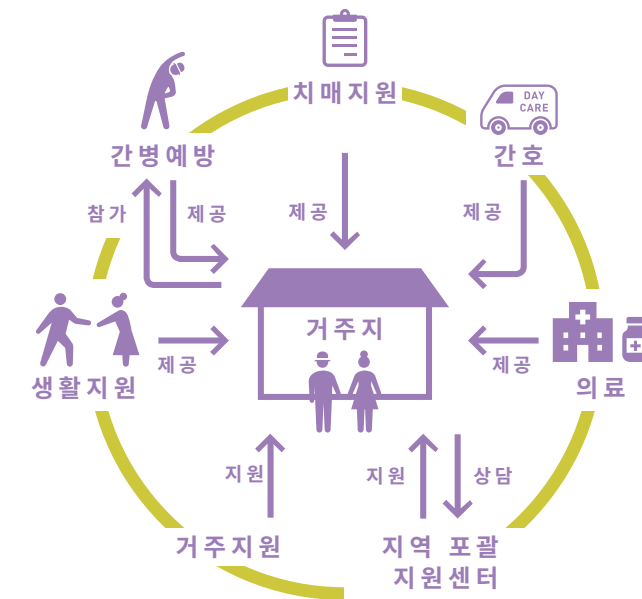 치매지원
DAY
CARE
간병예방
간호
참가
제공
제공
제공
거주지
생활지원
제공
제공
의료
지원
지원
상담
거주지원
지역 포괄
지원센터